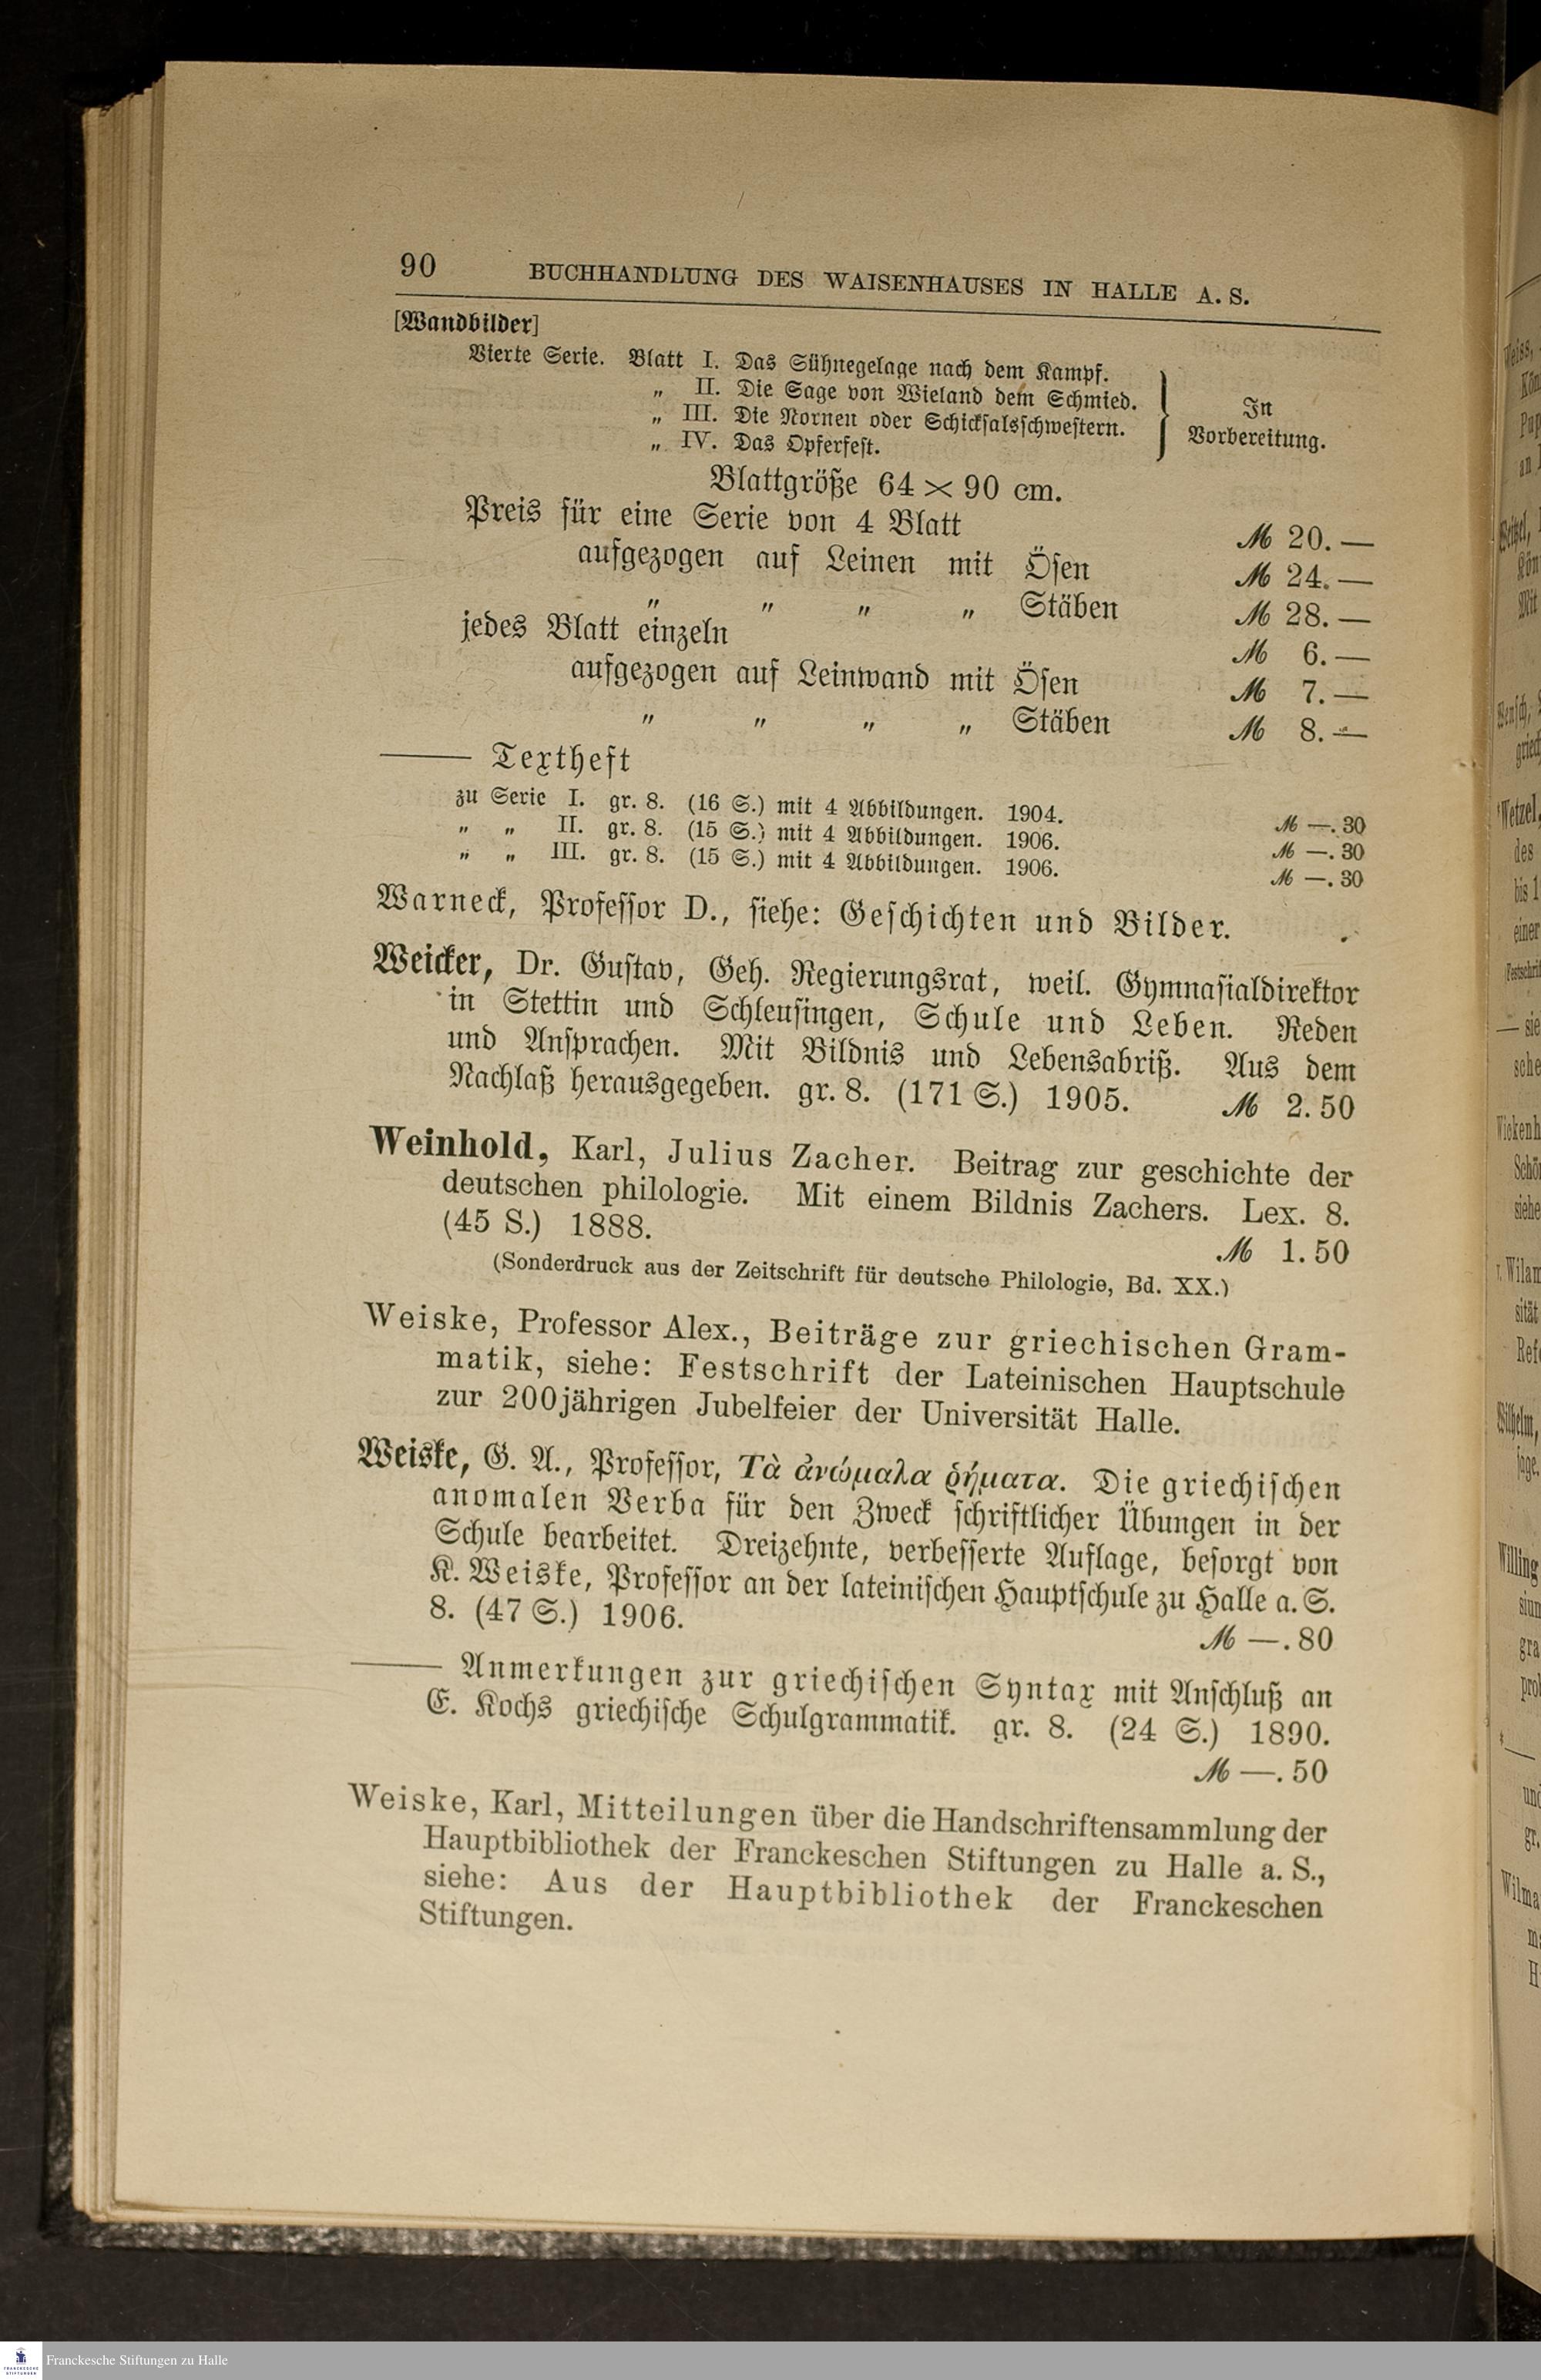 90 BUCHHANDLUNG DES WAISENHAUSES IN HALLE A. S.
[Wandbilder]
Vierte Serie. Blatt I. Das Sühnegelage nach dem Kampf.
„ II. Die Sage von Wieland dem Schmied.
„ III. Die Nornen oder Schicksalsschwestern.
„ IV. Das Opferfest.
In
Vorbereitung.
Blattgröße 64 × 90 cm.
Preis für eine Serie von 4 Blatt ℳ 20. —
aufgezogen auf Leinen mit Ösen ℳ 24. —
„ „ „ „ Stäben ℳ 28. —
jedes Blatt einzeln ℳ 6. —
aufgezogen auf Leinwand mit Ösen ℳ 7. —
„ „ „ „ Stäben ℳ 8. —
—— Textheft
zu Serie I. gr. 8. (16 S.) mit 4 Abbildungen. 1904. ℳ —. 30
„ „ II. gr. 8. (15 S.) mit 4 Abbildungen. 1906. ℳ —. 30
„ „ III. gr. 8. (15 S.) mit 4 Abbildungen. 1906. ℳ —. 30
Warneck, Professor D., siehe: Geschichten und Bilder.
Weicker, Dr. Gustav, Geh. Regierungsrat, weil. Gymnasialdirektor
in Stettin und Schleusingen, Schule und Leben. Reden
und Ansprachen. Mit Bildnis und Lebensabriß. Aus dem
Nachlaß herausgegeben. gr. 8. (171 S.) 1905. ℳ 2. 50
Weinhold, Karl, Julius Zacher. Beitrag zur geschichte der
deutschen philologie. Mit einem Bildnis Zachers. Lex. 8.
(45 S.) 1888. ℳ 1. 50
(Sonderdruck aus der Zeitschrift für deutsche Philologie, Bd. XX.)
Weiske, Professor Alex., Beiträge zur griechischen Gram-
matik, siehe: Festschrift der Lateinischen Hauptschule
zur 200jährigen Jubelfeier der Universität Halle.
Weiske, G. A., Professor, Τὰ ἀνώμαλα ῥήματα. Die griechischen
anomalen Verba für den Zweck schriftlicher Übungen in der
Schule bearbeitet. Dreizehnte, verbesserte Auflage, besorgt von
K. Weiske, Professor an der lateinischen Hauptschule zu Halle a. S.
8. (47 S.) 1906. ℳ —. 80
—— Anmerkungen zur griechischen Syntax mit Anschluß an
E. Kochs griechische Schulgrammatik. gr. 8. (24 S.) 1890.
ℳ —. 50
Weiske, Karl, Mitteilungen über die Handschriftensammlung der
Hauptbibliothek der Franckeschen Stiftungen zu Halle a. S.,
siehe: Aus der Hauptbibliothek der Franckeschen
Stiftungen.
FRANCKESCHE
STIFTUNGEN
Franckesche Stiftungen zu Halle